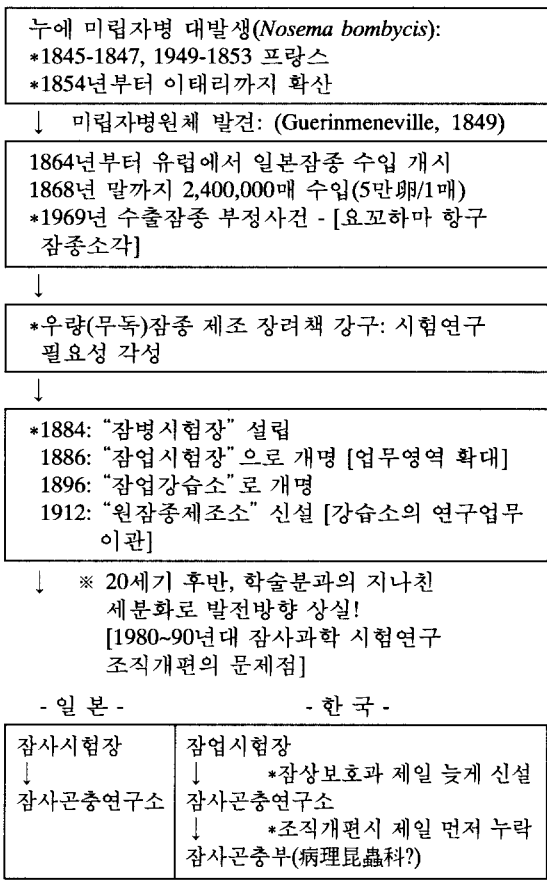 누에 미립자병 대발생(Nosema bombycis):
*1845-1847, 1949-1853 프랑스
*1854년부터 이태리까지 확산
↓ 미립자병원체 발견: (Guerinmeneville, 1849)
1864년부터 유럽에서 일본잠종 수입 개시
1868년 말까지 2,400,000매 수입(5만卵/1매)
*1969년 수출잠종 부정사건 - [요꼬하마 항구
잠종소각]
↓
*우량(무독)잠종 제조 장려책 강구: 시험연구
필요성 각성
↓
*1884: “잠병시험장” 설립
1886: “잠업시험장”으로 개명 [업무영역 확대]
1896: “잠업강습소”로 개명
1912: “원잠종제조소” 신설 [강습소의 연구업무
이관]
↓ ※ 20세기 후반, 학술분과의 지나친
세분화로 발전방향 상실!
[1980~90년대 잠사과학 시험연구
조직개편의 문제점]
- 일 본 - - 한 국 -
잠사시험장 잠업시험장
↓ ↓ *잠상보호과 제일 늦게 신설
잠사곤충연구소 잠사곤충연구소
↓ *조직개편시 제일 먼저 누락
잠사곤충부(病理昆蟲科?)